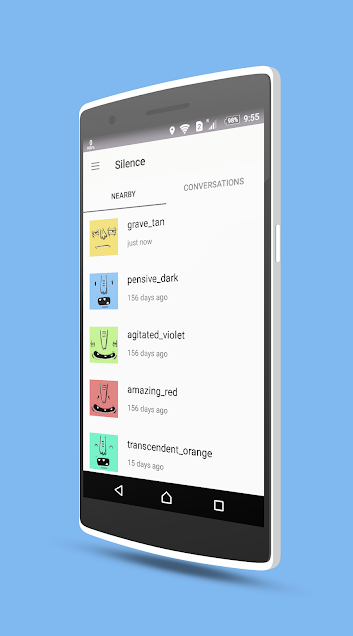 2
98%
9:55
Silence
NEARBY
CONVERSATIONS
grave_tan
just now
pensive_dark
156 days ago
agitated_violet
156 days ago
amazing_red
156 days ago
transcendent_orange
15 days ago